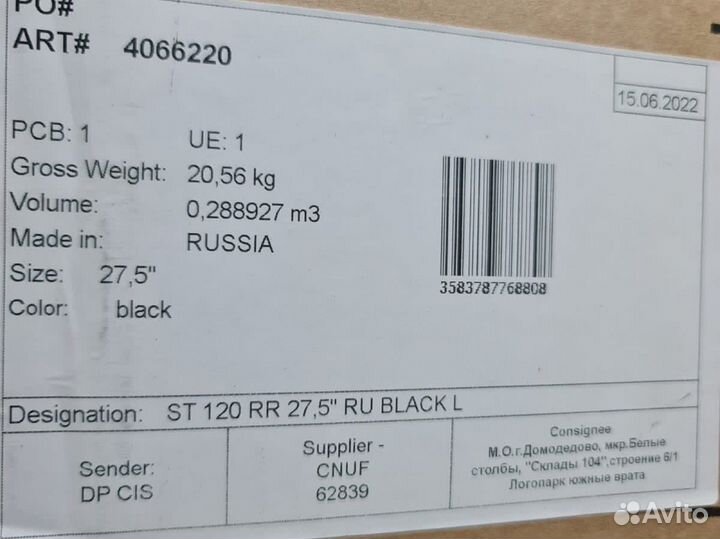 PO#
ART# 4066220
15.06.2022
PCB: 1 UE: 1
Gross Weight: 20,56 kg
Volume: 0,288927 m3
Made in: RUSSIA
Size: 27,5"
Color: black
3583787768808
Designation: ST 120 RR 27,5" RU BLACK L
Sender:
DP CIS
Supplier -
CNUF
62839
Consignee
М.О.г.Домодедово, мкр.Белые
столбы, "Склады 104",строение 6/1
Логопарк южные врата
Avito